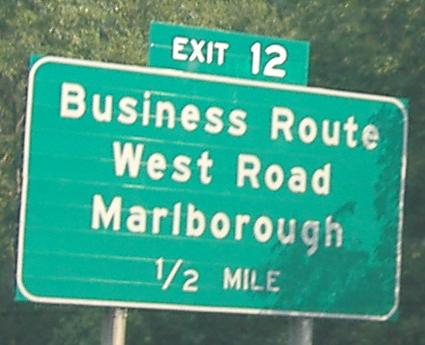 EXIT 12
Business Route
West Road
Marlborough
1/2 MILE